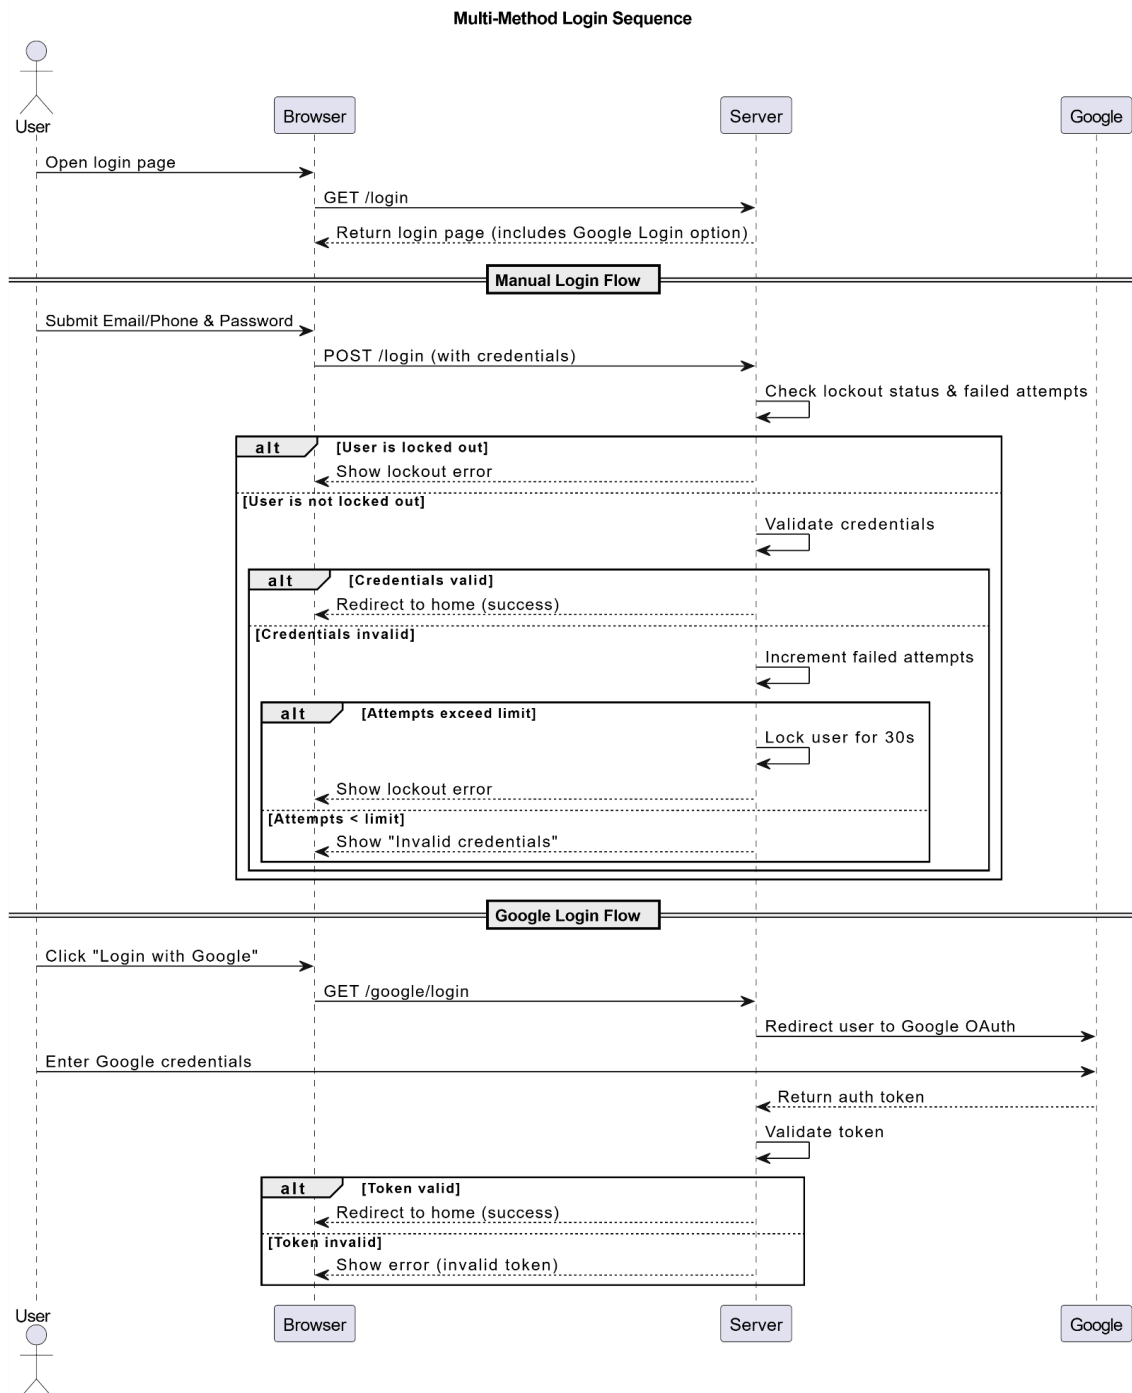 Multi-Method Login Sequence
User
Browser
Server
Google
Open login page
GET /login
Return login page (includes Google Login option)
Manual Login Flow
Submit Email/Phone & Password
POST /login (with credentials)
Check lockout status & failed attempts
alt [User is locked out]
Show lockout error
[User is not locked out]
Validate credentials
alt [Credentials valid]
Redirect to home (success)
[Credentials invalid]
Increment failed attempts
alt [Attempts exceed limit]
Lock user for 30s
Show lockout error
[Attempts < limit]
Show "Invalid credentials"
Google Login Flow
Click "Login with Google"
GET /google/login
Redirect user to Google OAuth
Enter Google credentials
Return auth token
Validate token
alt [Token valid]
Redirect to home (success)
[Token invalid]
Show error (invalid token)
User
Browser
Server
Google